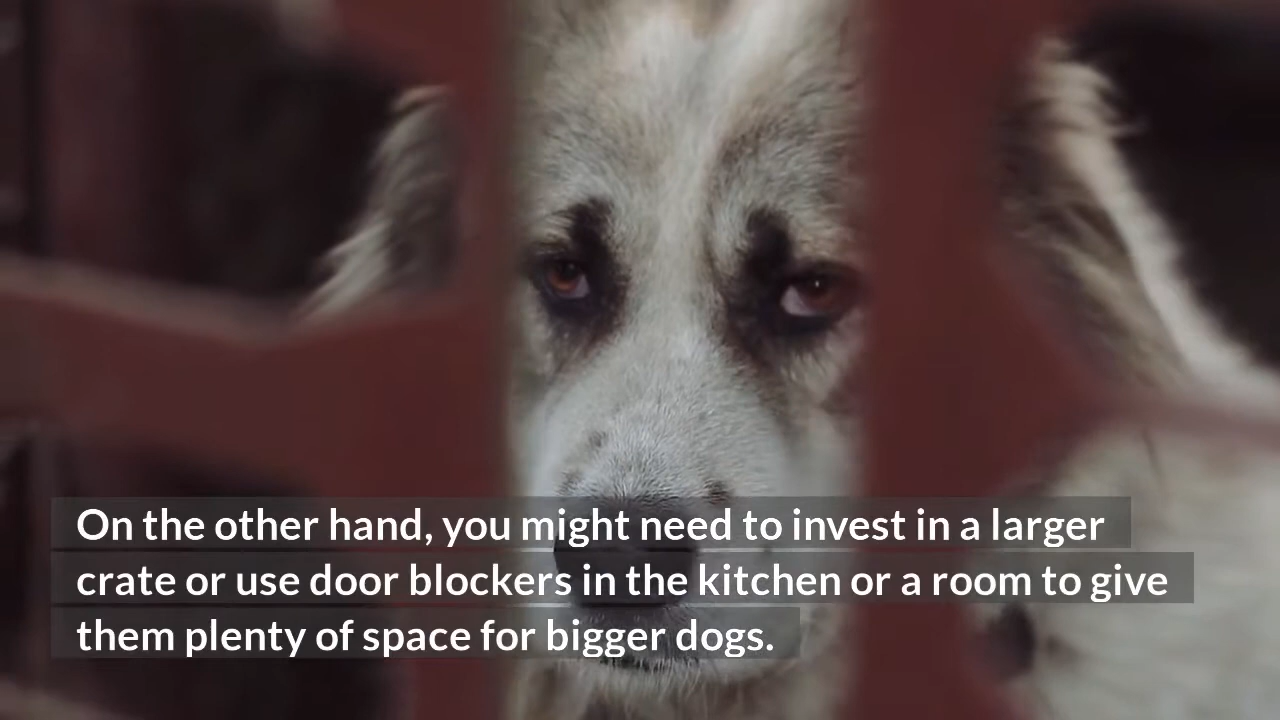 On the other hand, you might need to invest in a larger
crate or use door blockers in the kitchen or a room to give
them plenty of space for bigger dogs.